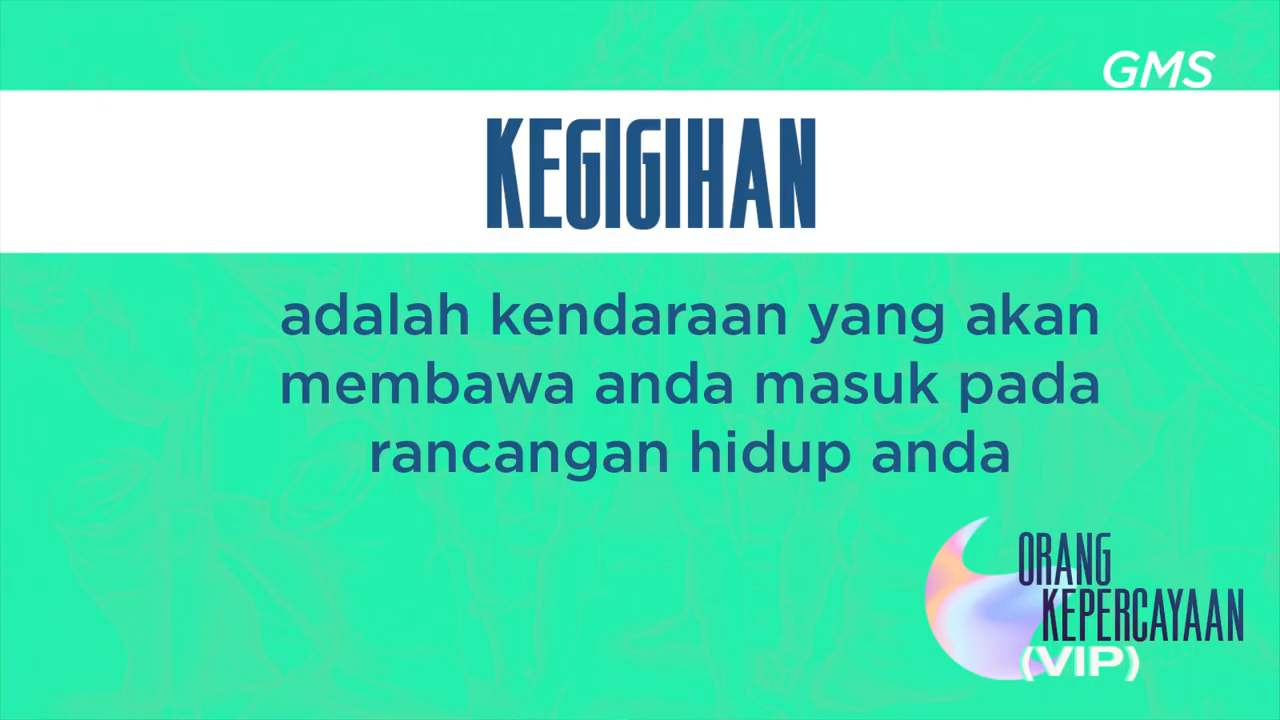 GMS
KEGIGIHAN
adalah kendaraan yang akan
membawa anda masuk pada
rancangan hidup anda
ORANG
KEPERCAYAAN
(VIP)